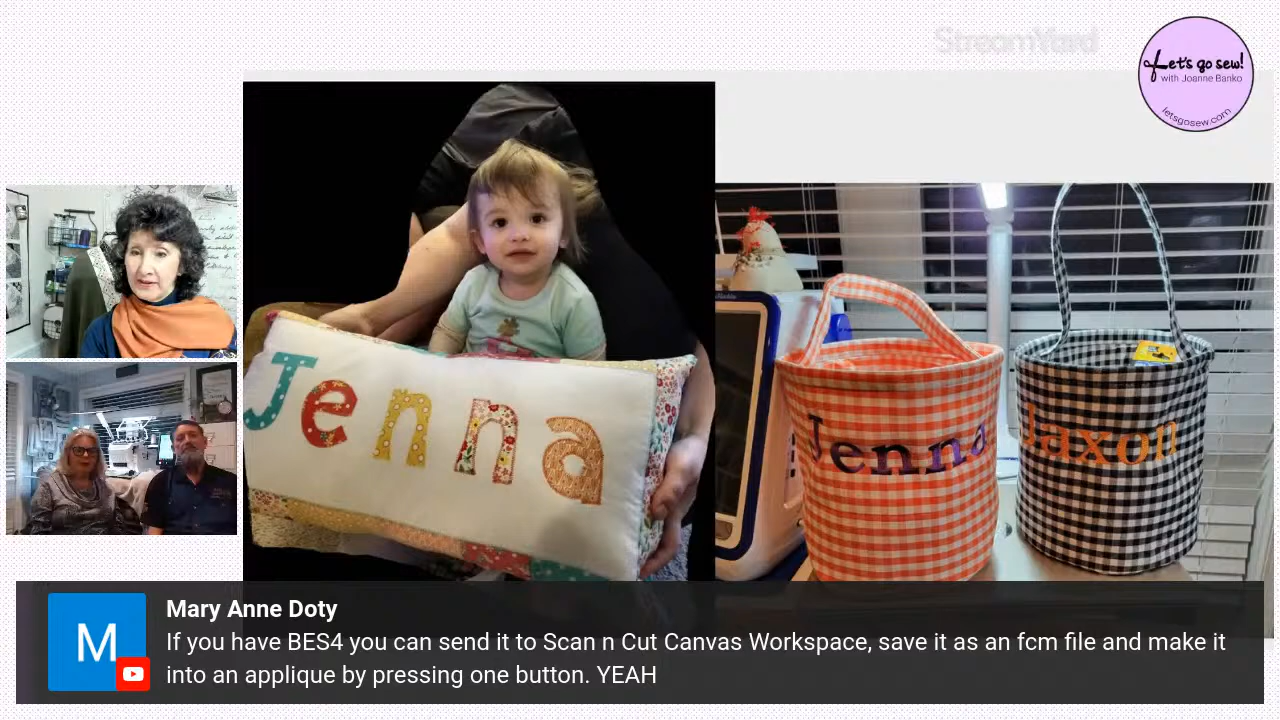 StreamYard
Let's go sew!
with Joanne Banko
letsgosew.com
Jenna
Jenna
Jaxon
M
Mary Anne Doty
If you have BES4 you can send it to Scan n Cut Canvas Workspace, save it as an fcm file and make it
into an applique by pressing one button. YEAH